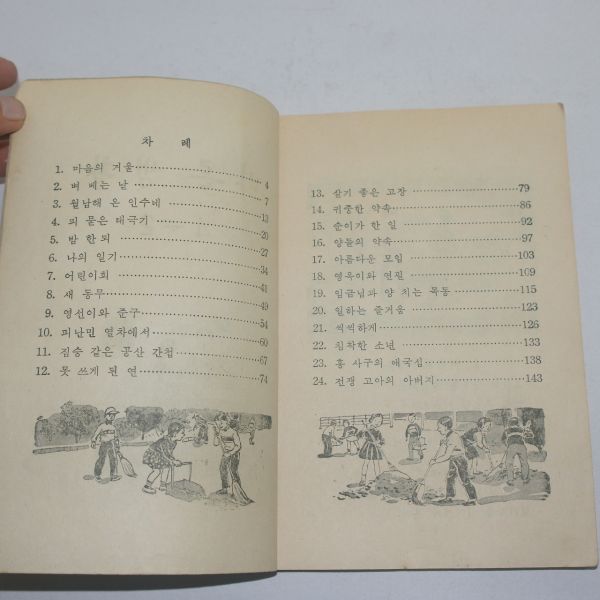 차 례
1. 마음의 거울 4
2. 벼 베는 날 7
3. 월남해 온 인수네 13
4. 피 묻은 태극기 20
5. 밤 한 되 27
6. 나의 일기 34
7. 어린이회 41
8. 새 동무 49
9. 영선이와 준구 54
10. 피난민 열차에서 60
11. 짐승 같은 공산 간첩 67
12. 못 쓰게 된 연 74
13. 살기 좋은 고장 79
14. 귀중한 약속 86
15. 순이가 한 일 92
16. 양들의 약속 97
17. 아름다운 모임 103
18. 영옥이와 연필 109
19. 임금님과 양 치는 목동 115
20. 일하는 즐거움 123
21. 씩씩하게 126
22. 침착한 소년 133
23. 홍 사구의 애국심 138
24. 전쟁 고아의 아버지 143